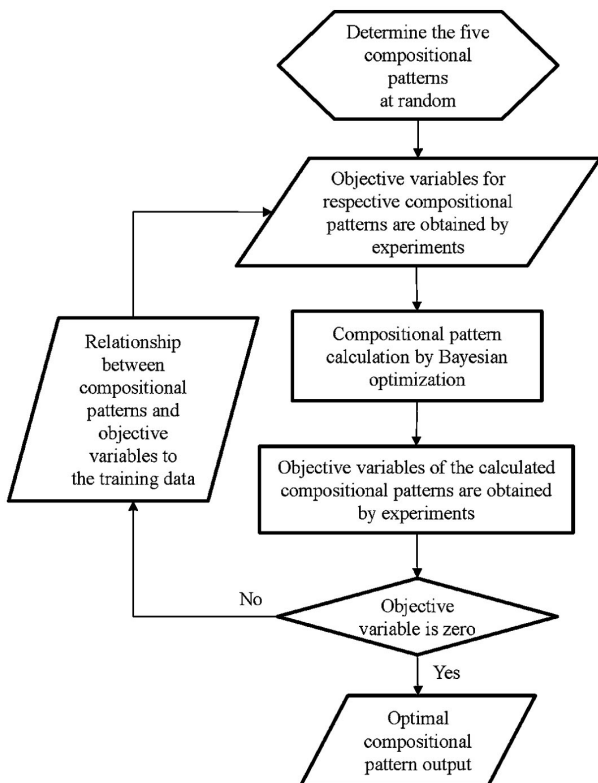 Determine the five
compositional
patterns
at random
Objective variables for
respective compositional
patterns are obtained by
experiments
Compositional pattern
calculation by Bayesian
optimization
Objective variables of the calculated
compositional patterns are obtained
by experiments
Relationship
between
compositional
patterns and
objective
variables to
the training data
No
Objective
variable is zero
Yes
Optimal
compositional
pattern output